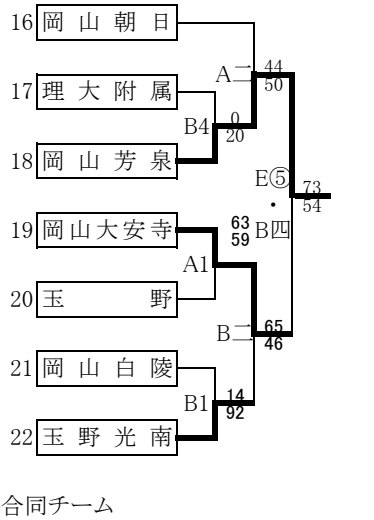 16 岡山朝日
A二 44
50
17 理大附属
B4 0
20
18 岡山芳泉
E⑤ 73
・ 54
19 岡山大安寺
63
59 B四
A1
20 玉野
B二 65
46
21 岡山白陵
B1 14
92
22 玉野光南
合同チーム